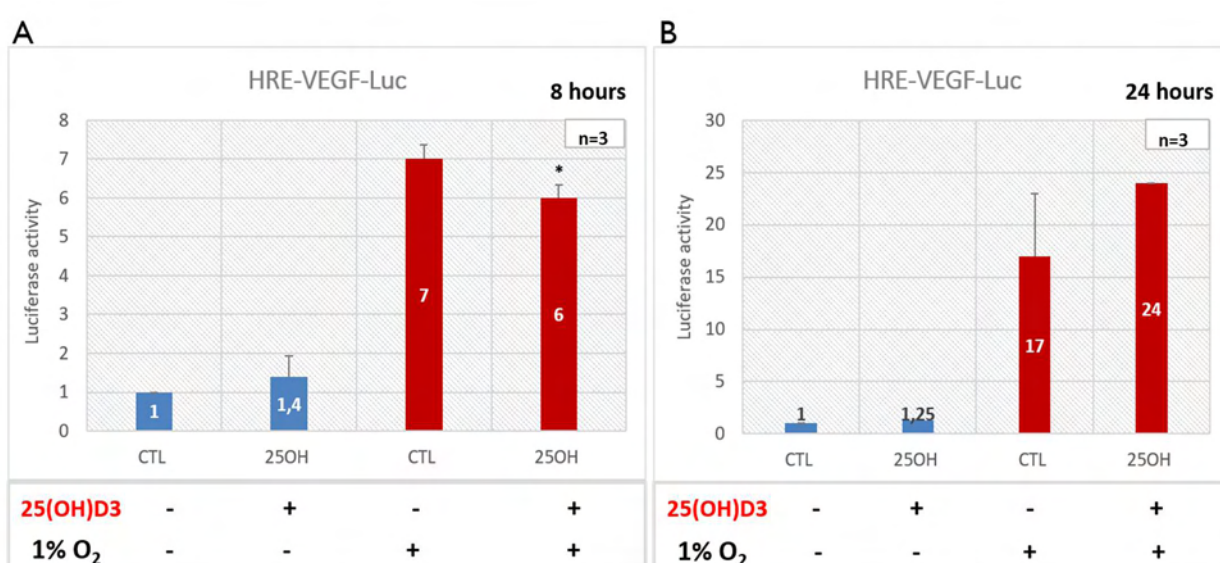 A
HRE-VEGF-Luc
8 hours
n=3
Luciferase activity
8
7
6
5
4
3
2
1
0
*
1
1,4
7
6
CTL
25OH
CTL
25OH
25(OH)D3 - + - +
1% O₂ - - + +
B
HRE-VEGF-Luc
24 hours
n=3
Luciferase activity
30
25
20
15
10
5
0
1
1,25
17
24
CTL
25OH
CTL
25OH
25(OH)D3 - + - +
1% O₂ - - + +